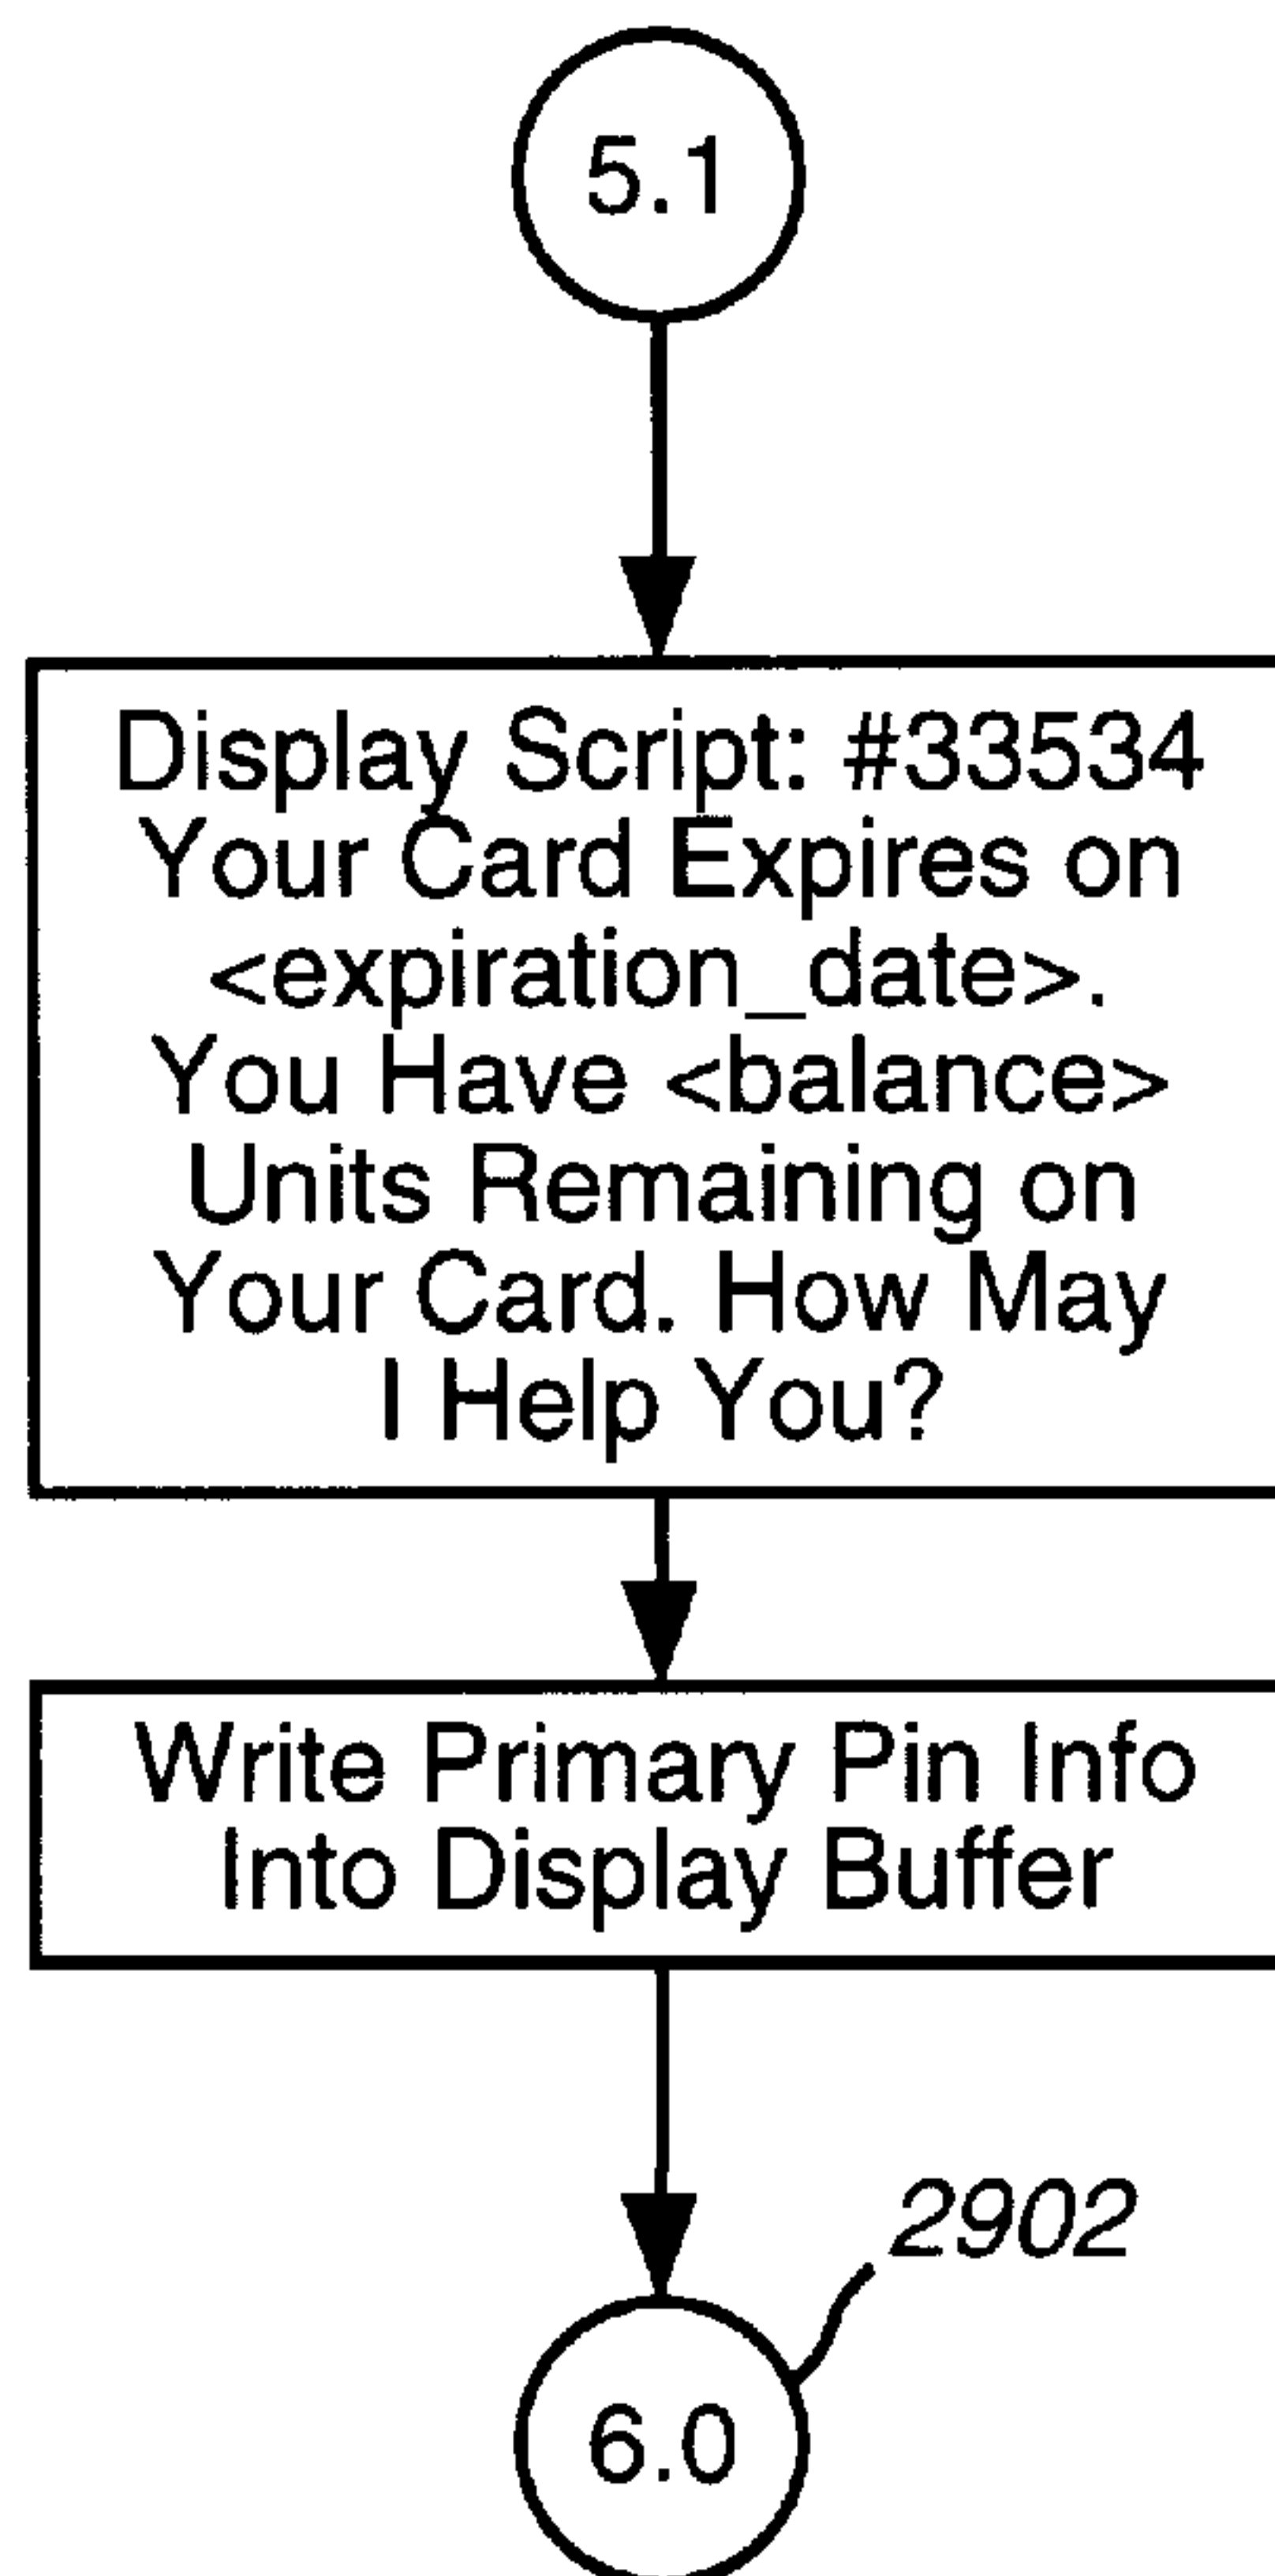 5.1
Display Script: #33534
Your Card Expires on
<expiration_date>.
You Have <balance>
Units Remaining on
Your Card. How May
I Help You?
Write Primary Pin Info
Into Display Buffer
2902
6.0